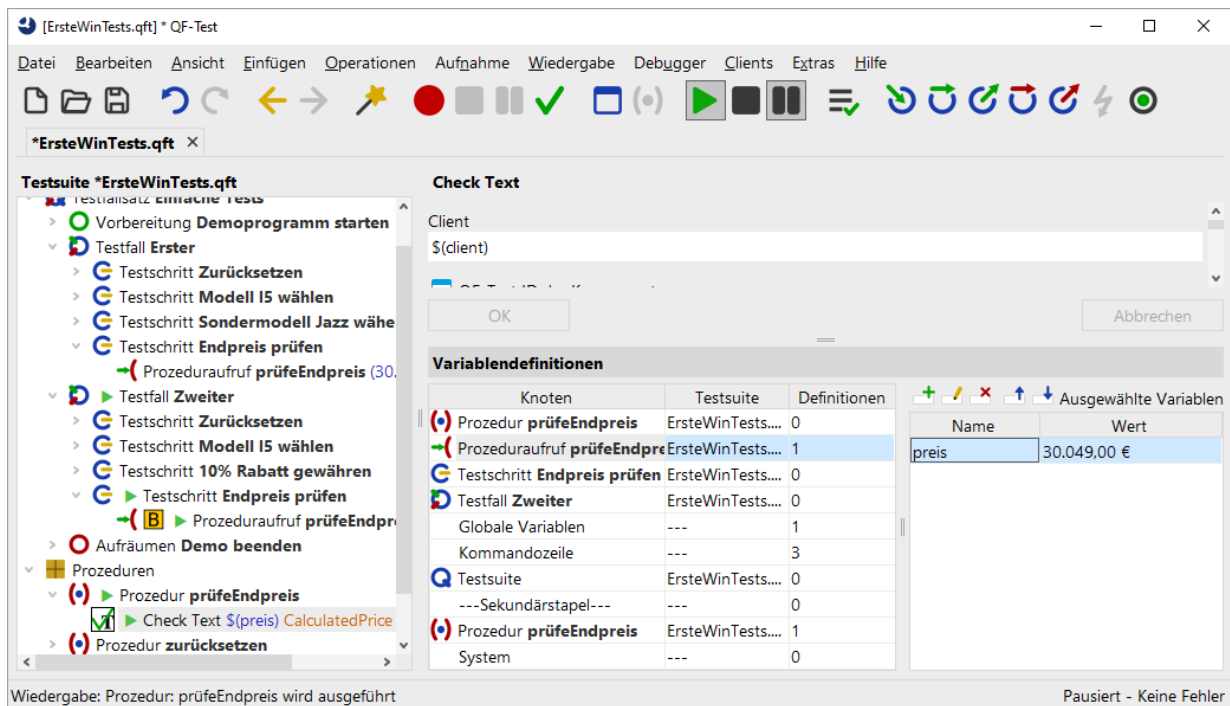 [ErsteWinTests.qft] * QF-Test
Datei Bearbeiten Ansicht Einfügen Operationen Aufnahme Wiedergabe Debugger Clients Extras Hilfe
*ErsteWinTests.qft
Testsuite *ErsteWinTests.qft
Testfallsatz Einfache Tests
Vorbereitung Demoprogramm starten
Testfall Erster
Testschritt Zurücksetzen
Testschritt Modell I5 wählen
Testschritt Sondermodell Jazz wähe
Testschritt Endpreis prüfen
Prozeduraufruf prüfeEndpreis (30.
Testfall Zweiter
Testschritt Zurücksetzen
Testschritt Modell I5 wählen
Testschritt 10% Rabatt gewähren
Testschritt Endpreis prüfen
B Prozeduraufruf prüfeEndpr
Aufräumen Demo beenden
Prozeduren
Prozedur prüfeEndpreis
Check Text $(preis) CalculatedPrice
Prozedur zurücksetzen
Check Text
Client
$(client)
OK Abbrechen
Variablendefinitionen
Knoten Testsuite Definitionen
Prozedur prüfeEndpreis ErsteWinTests.... 0
Prozeduraufruf prüfeEndpre ErsteWinTests.... 1
Testschritt Endpreis prüfen ErsteWinTests.... 0
Testfall Zweiter ErsteWinTests.... 0
Globale Variablen --- 1
Kommandozeile --- 3
Testsuite ErsteWinTests.... 0
---Sekundärstapel--- --- 0
Prozedur prüfeEndpreis ErsteWinTests.... 1
System --- 0
Ausgewählte Variablen
Name Wert
preis 30.049,00 €
Wiedergabe: Prozedur: prüfeEndpreis wird ausgeführt
Pausiert - Keine Fehler